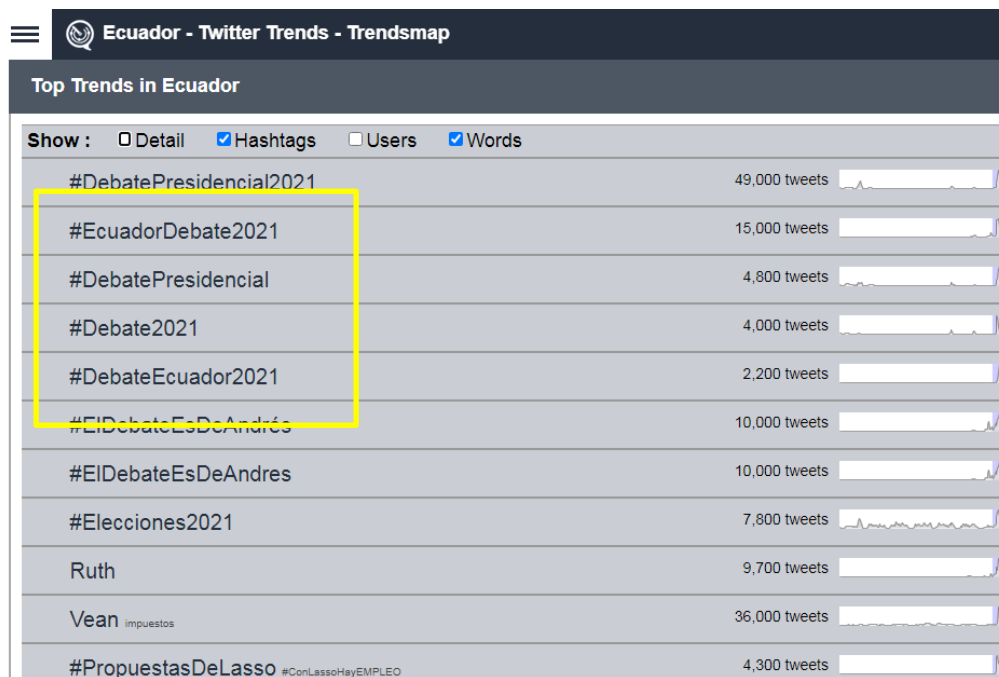 Ecuador - Twitter Trends - Trendsmap
Top Trends in Ecuador
Show : Detail Hashtags Users Words
#DebatePresidencial2021 49,000 tweets
#EcuadorDebate2021 15,000 tweets
#DebatePresidencial 4,800 tweets
#Debate2021 4,000 tweets
#DebateEcuador2021 2,200 tweets
#ElDebateEsDeAndrés 10,000 tweets
#ElDebateEsDeAndres 10,000 tweets
#Elecciones2021 7,800 tweets
Ruth 9,700 tweets
Vean impuestos 36,000 tweets
#PropuestasDeLasso #ConLassoHayEMPLEO 4,300 tweets